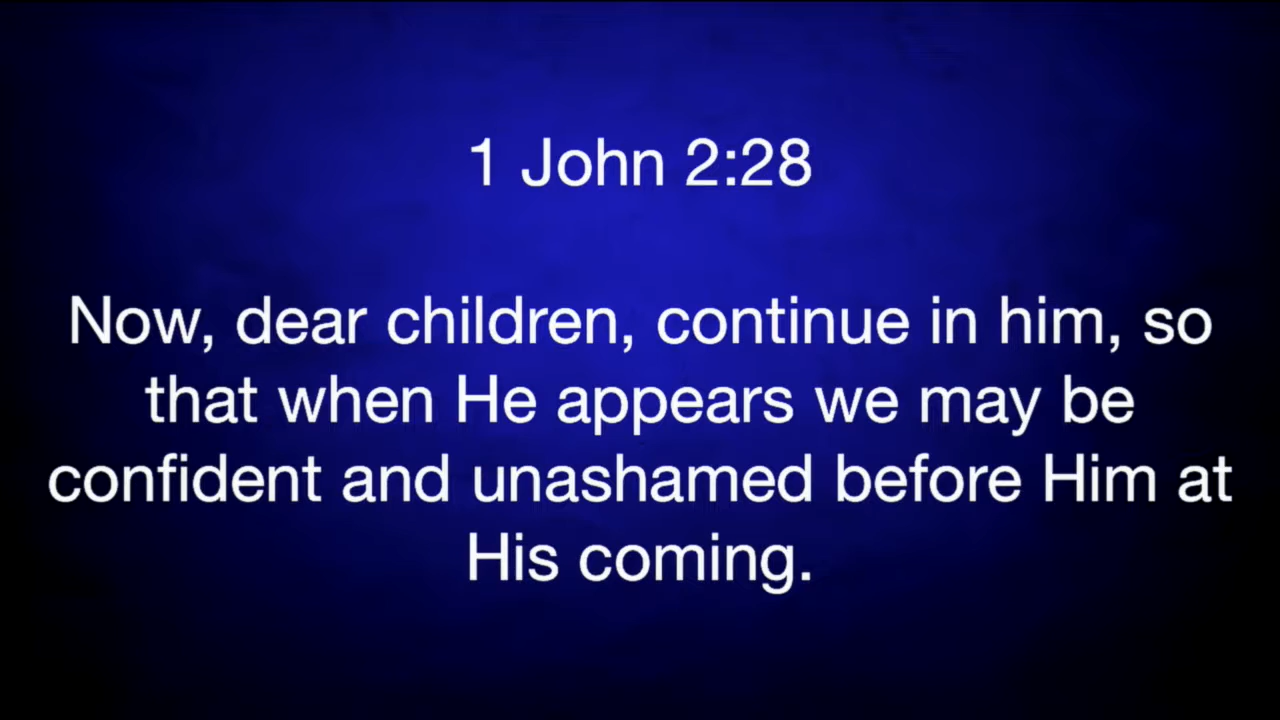 1 John 2:28
Now, dear children, continue in him, so
that when He appears we may be
confident and unashamed before Him at
His coming.